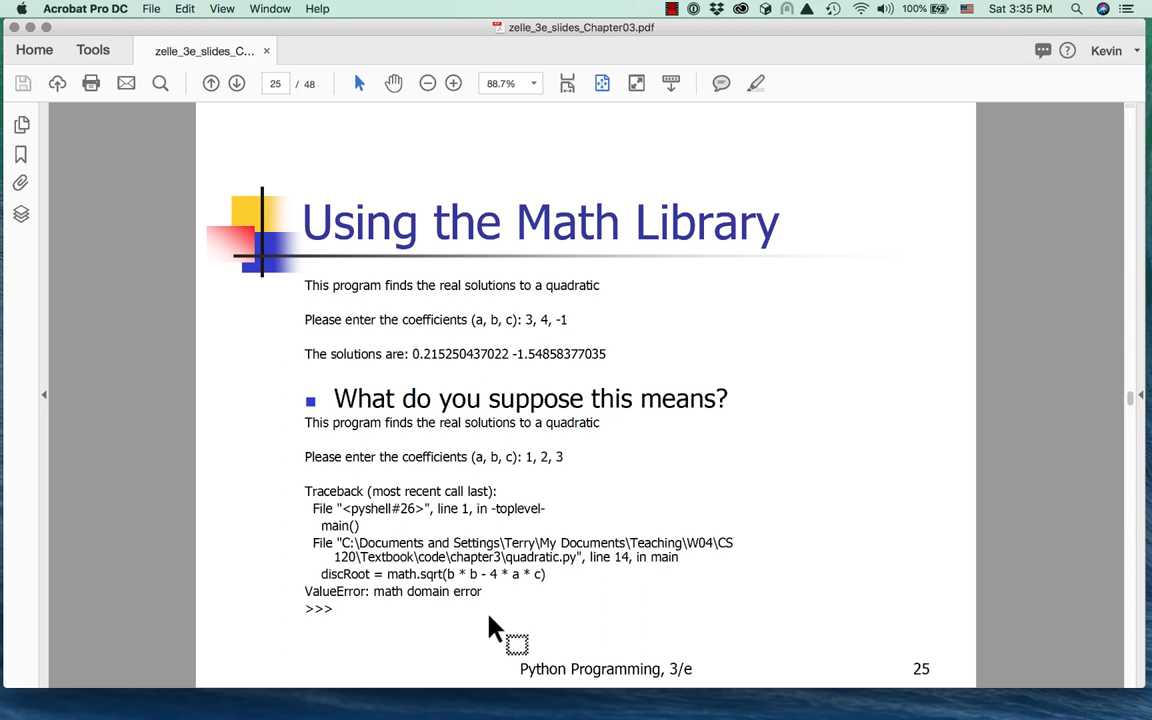 Acrobat Pro DC File Edit View Window Help 100% Sat 3:35 PM
zelle_3e_slides_Chapter03.pdf
Home Tools zelle_3e_slides_C... × Kevin
25 / 48 88.7%
Using the Math Library
This program finds the real solutions to a quadratic
Please enter the coefficients (a, b, c): 3, 4, -1
The solutions are: 0.215250437022 -1.54858377035
What do you suppose this means?
This program finds the real solutions to a quadratic
Please enter the coefficients (a, b, c): 1, 2, 3
Traceback (most recent call last):
File "<pyshell#26>", line 1, in -toplevel-
main()
File "C:\Documents and Settings\Terry\My Documents\Teaching\W04\CS
120\Textbook\code\chapter3\quadratic.py", line 14, in main
discRoot = math.sqrt(b * b - 4 * a * c)
ValueError: math domain error
>>>
Python Programming, 3/e 25